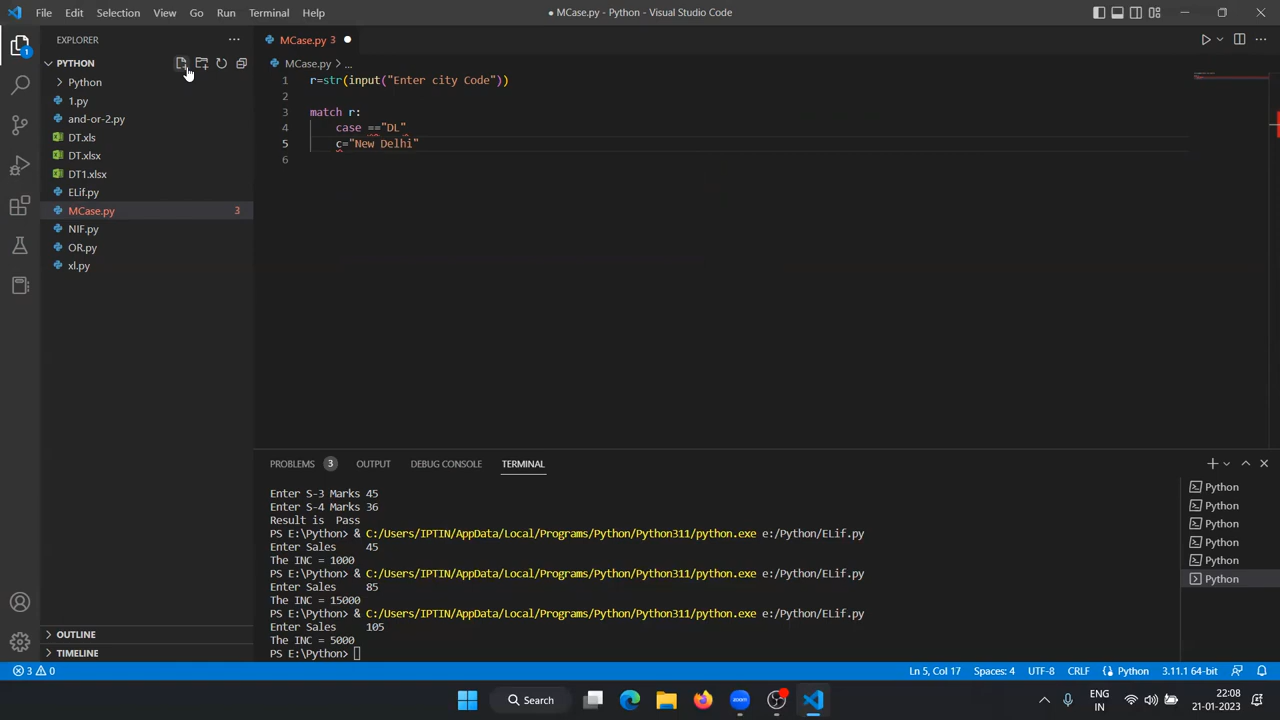 File Edit Selection View Go Run Terminal Help
● MCase.py - Python - Visual Studio Code
EXPLORER
MCase.py 3
PYTHON
MCase.py > ...
Python
1.py
and-or-2.py
DT.xls
DT.xlsx
DT1.xlsx
ELif.py
MCase.py 3
NIF.py
OR.py
xl.py
1 r=str(input("Enter city Code"))
2
3 match r:
4 case =="DL"
5 c="New Delhi"
6
PROBLEMS 3 OUTPUT DEBUG CONSOLE TERMINAL
Enter S-3 Marks 45
Enter S-4 Marks 36
Result is Pass
PS E:\Python> & C:/Users/IPTIN/AppData/Local/Programs/Python/Python311/python.exe e:/Python/ELif.py
Enter Sales 45
The INC = 1000
PS E:\Python> & C:/Users/IPTIN/AppData/Local/Programs/Python/Python311/python.exe e:/Python/ELif.py
Enter Sales 85
The INC = 15000
PS E:\Python> & C:/Users/IPTIN/AppData/Local/Programs/Python/Python311/python.exe e:/Python/ELif.py
Enter Sales 105
The INC = 5000
PS E:\Python>
Python
Python
Python
Python
Python
Python
OUTLINE
TIMELINE
1
3 0
Ln 5, Col 17 Spaces: 4 UTF-8 CRLF Python 3.11.1 64-bit
Search
zoom
ENG
IN
22:08
21-01-2023